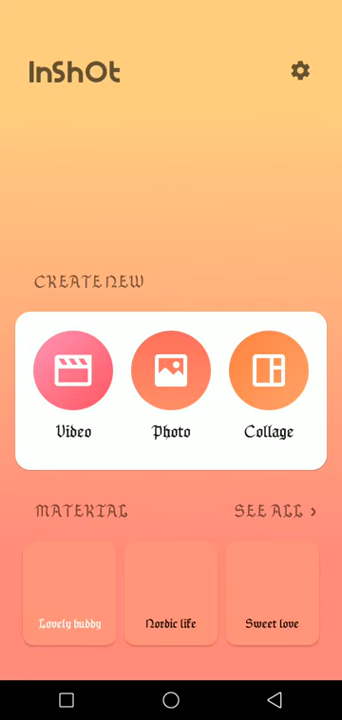 InShOt
CREATE NEW
Video Photo Collage
MATERIAL SEE ALL ›
Lovely buddy Nordic life Sweet love